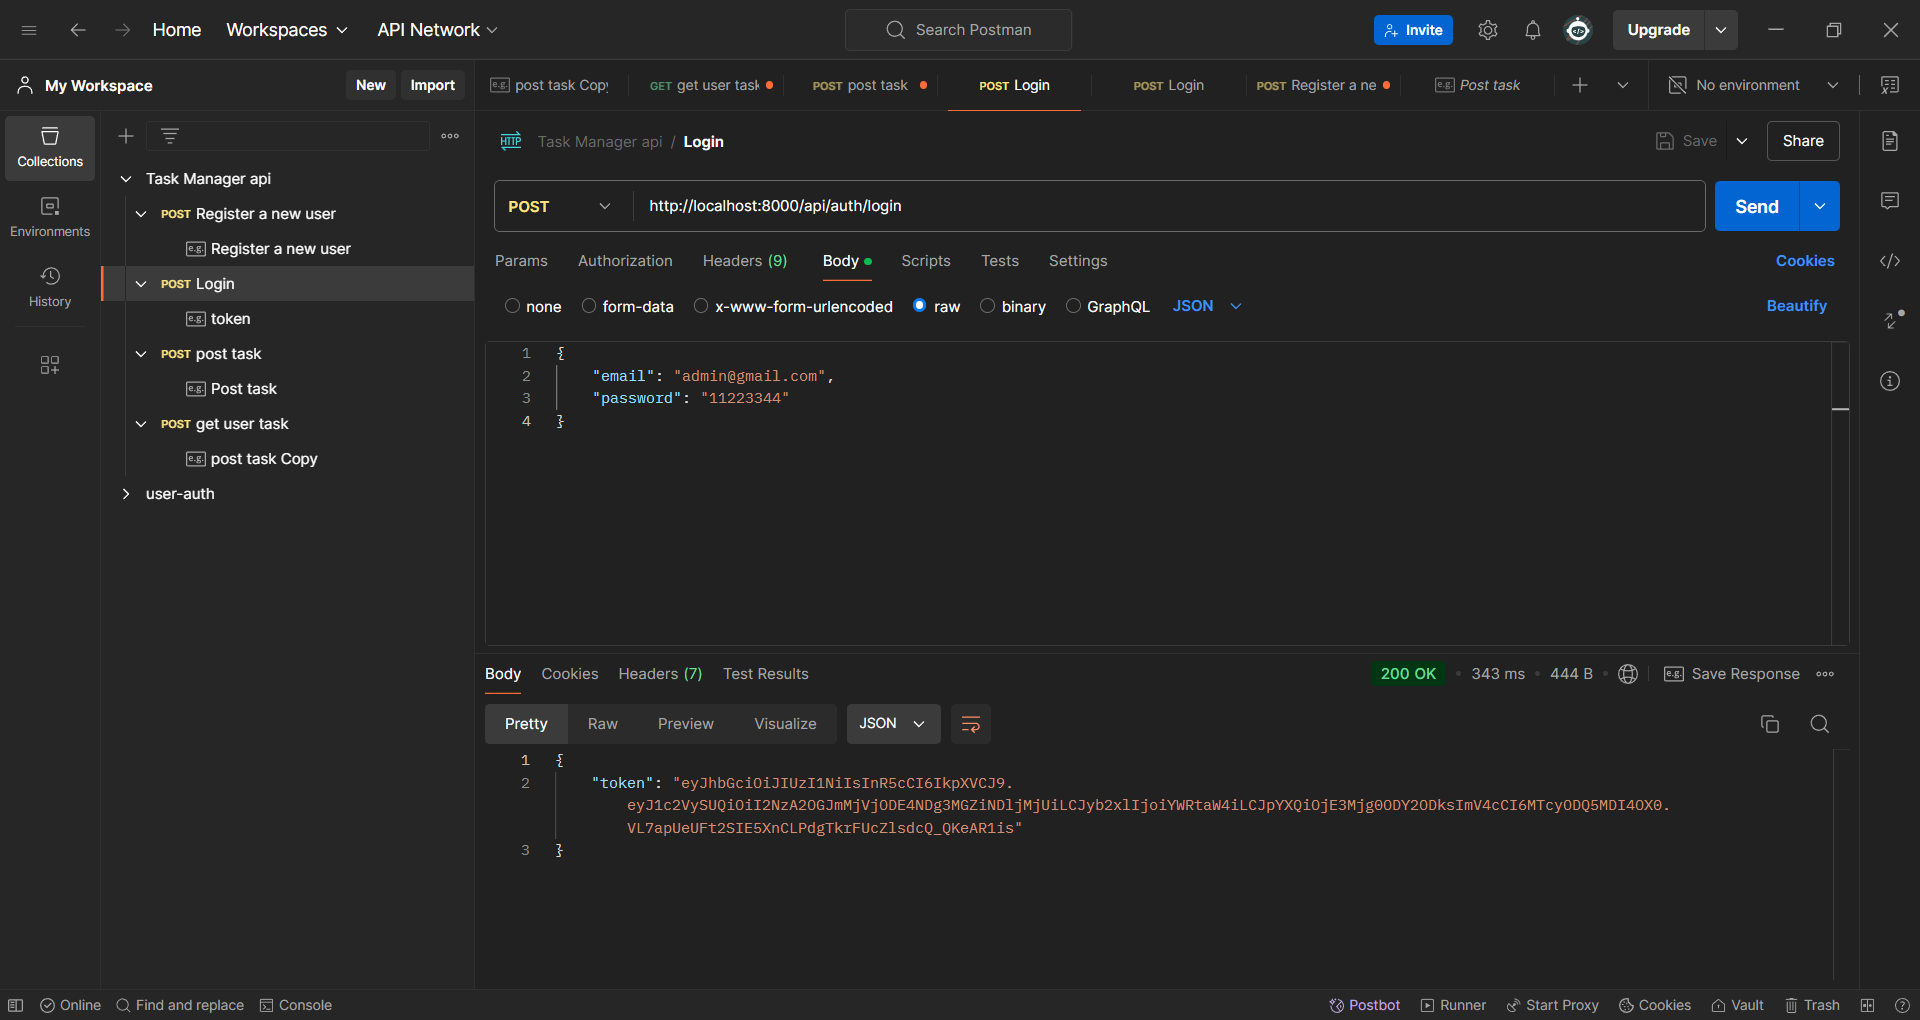 Home Workspaces API Network Search Postman Invite Upgrade
My Workspace New Import
e.g. post task Copy GET get user task POST post task POST Login POST Login POST Register a ne e.g. Post task No environment
Collections
Environments
History
Task Manager api
POST Register a new user
e.g. Register a new user
POST Login
e.g. token
POST post task
e.g. Post task
POST get user task
e.g. post task Copy
user-auth
HTTP Task Manager api / Login Save Share
POST http://localhost:8000/api/auth/login Send
Params Authorization Headers (9) Body Scripts Tests Settings Cookies
none form-data x-www-form-urlencoded raw binary GraphQL JSON Beautify
1 {
2 "email": "admin@gmail.com",
3 "password": "11223344"
4 }
Body Cookies Headers (7) Test Results 200 OK • 343 ms • 444 B • e.g. Save Response
Pretty Raw Preview Visualize JSON
1 {
2 "token": "eyJhbGciOiJIUzI1NiIsInR5cCI6IkpXVCJ9.
eyJ1c2VySUQiOiI2NzA2OGJmMjVjODE4NDg3MGZiNDljMjUiLCJyb2xlIjoiYWRtaW4iLCJpYXQiOjE3Mjg0ODY2ODksImV4cCI6MTcyODQ5MDI4OX0.
VL7apUeUFt2SIE5XnCLPdgTkrFUcZlsdcQ_QKeAR1is"
3 }
Online Find and replace Console Postbot Runner Start Proxy Cookies Vault Trash